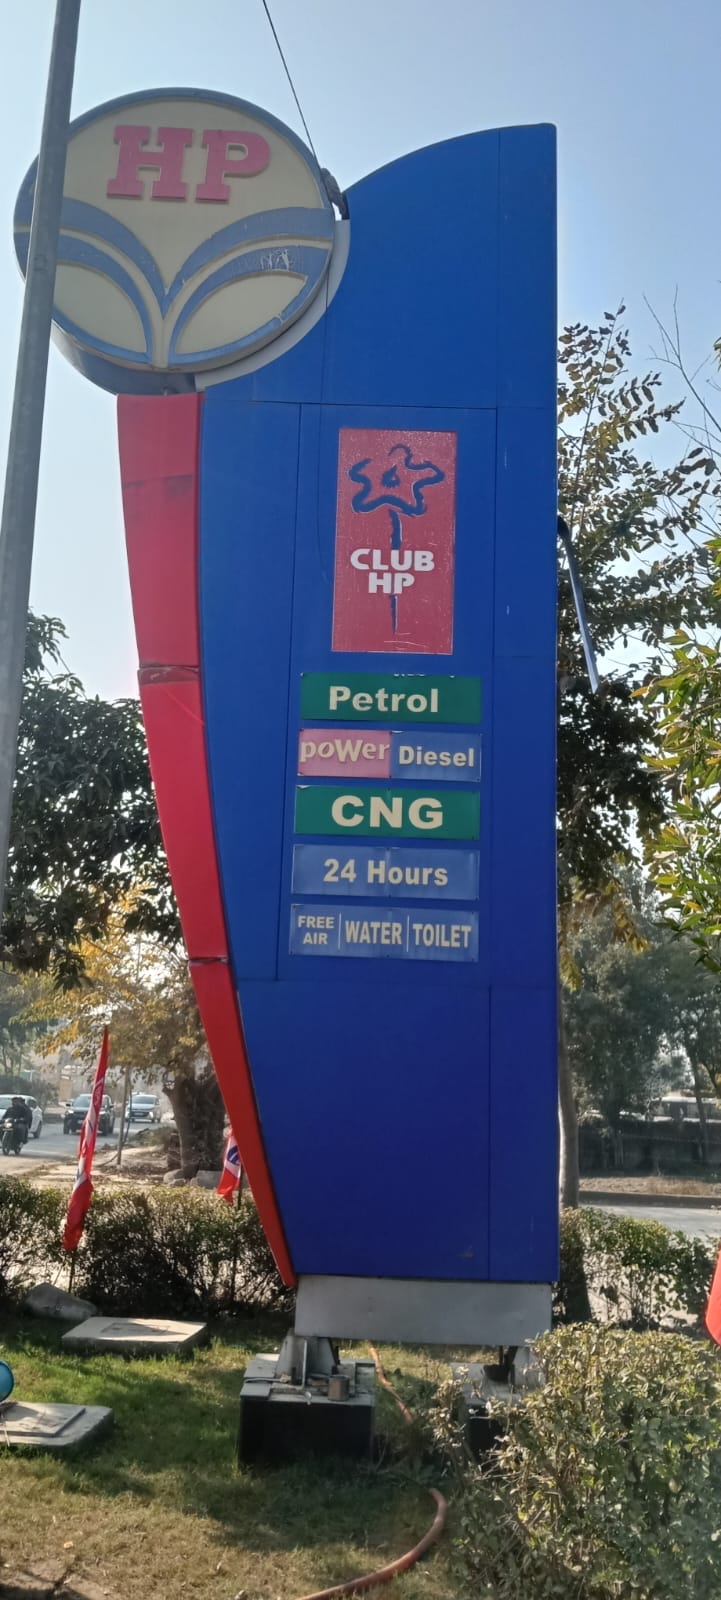 HP
CLUB
HP
Petrol
poWer Diesel
CNG
24 Hours
FREE AIR WATER TOILET